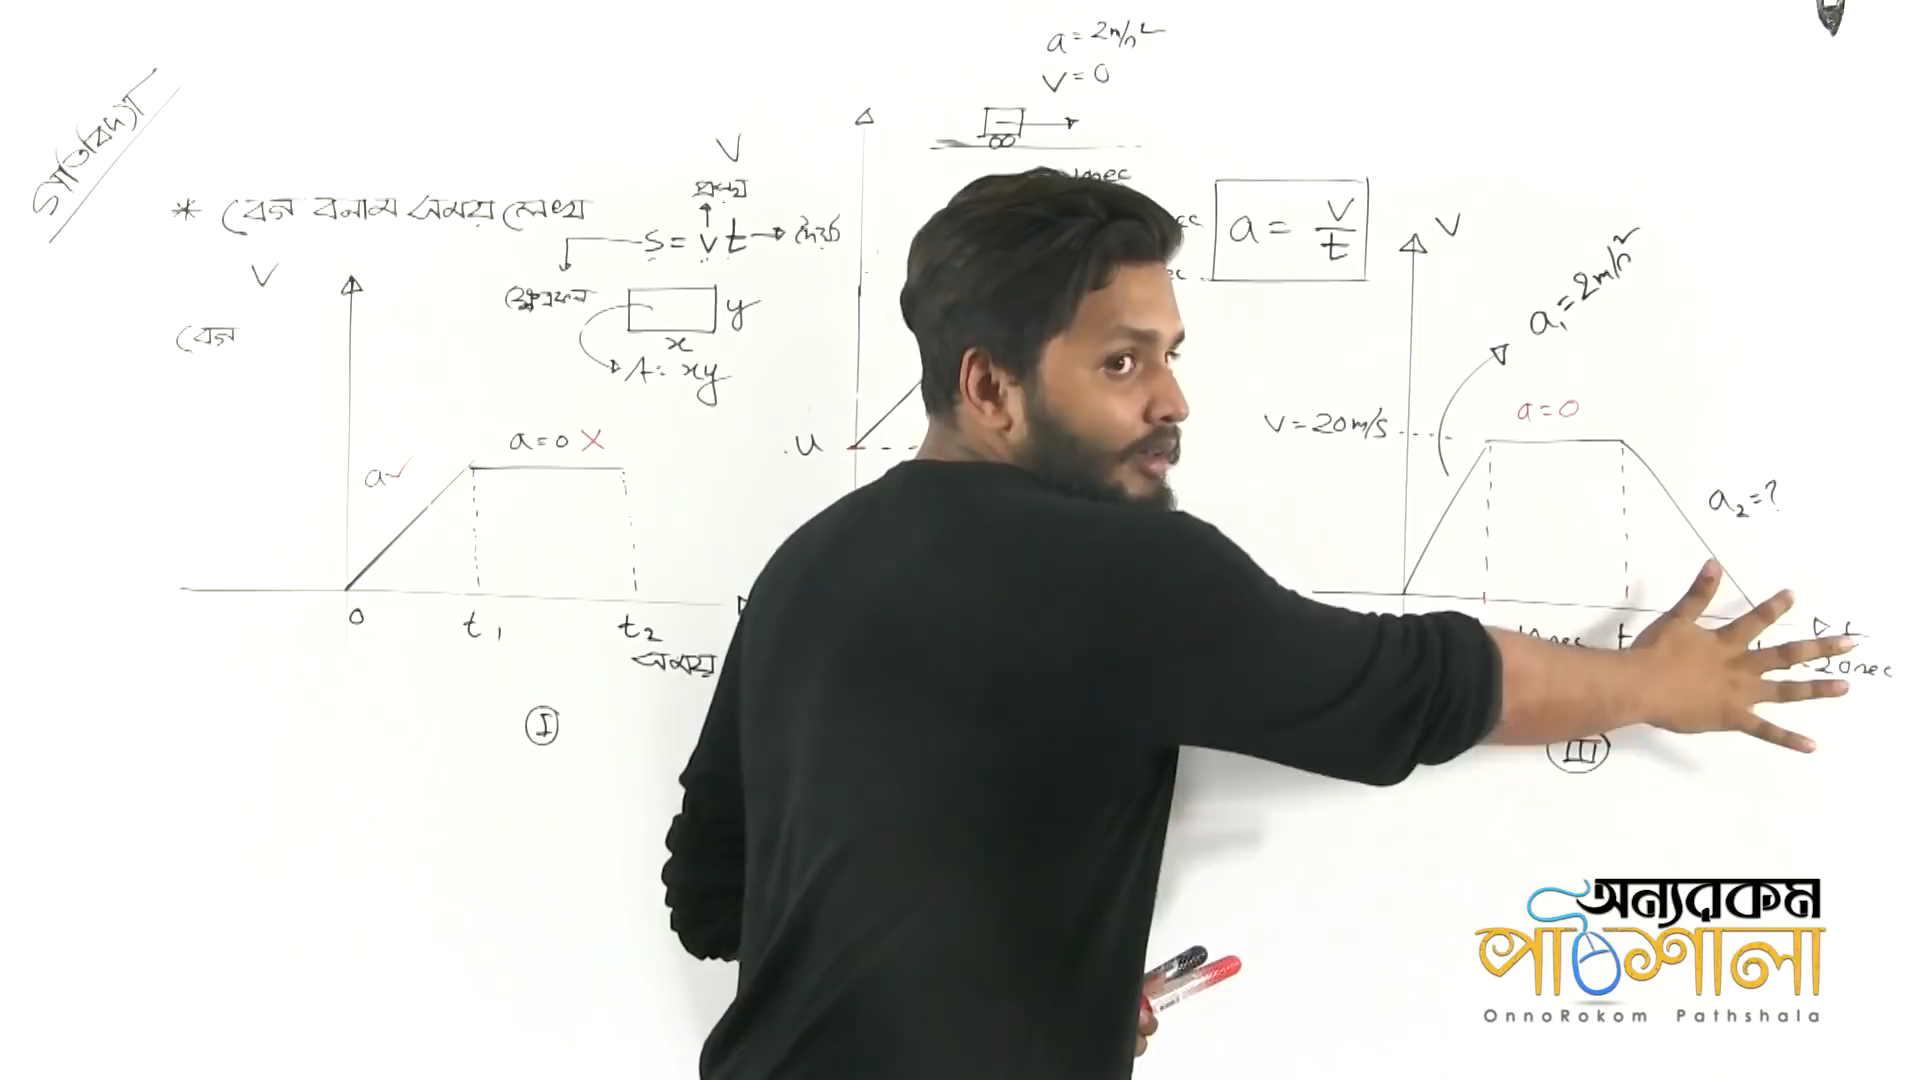 গতিবিদ্যা
* বেগ বনাম সময় লেখ
V
বেগ
a
a = 0 X
0
t₁
t₂
সময়
I
V
প্রস্থ
S = v t → দৈর্ঘ্য
ক্ষেত্রফল
y
x
A = xy
a = 2m/s²
V = 0
u
a = v/t
V
a₁ = 2m/s²
V = 20m/s
a = 0
a₂ = ?
t
20sec
III
অন্যরকম
পাঠশালা
OnnoRokom Pathshala